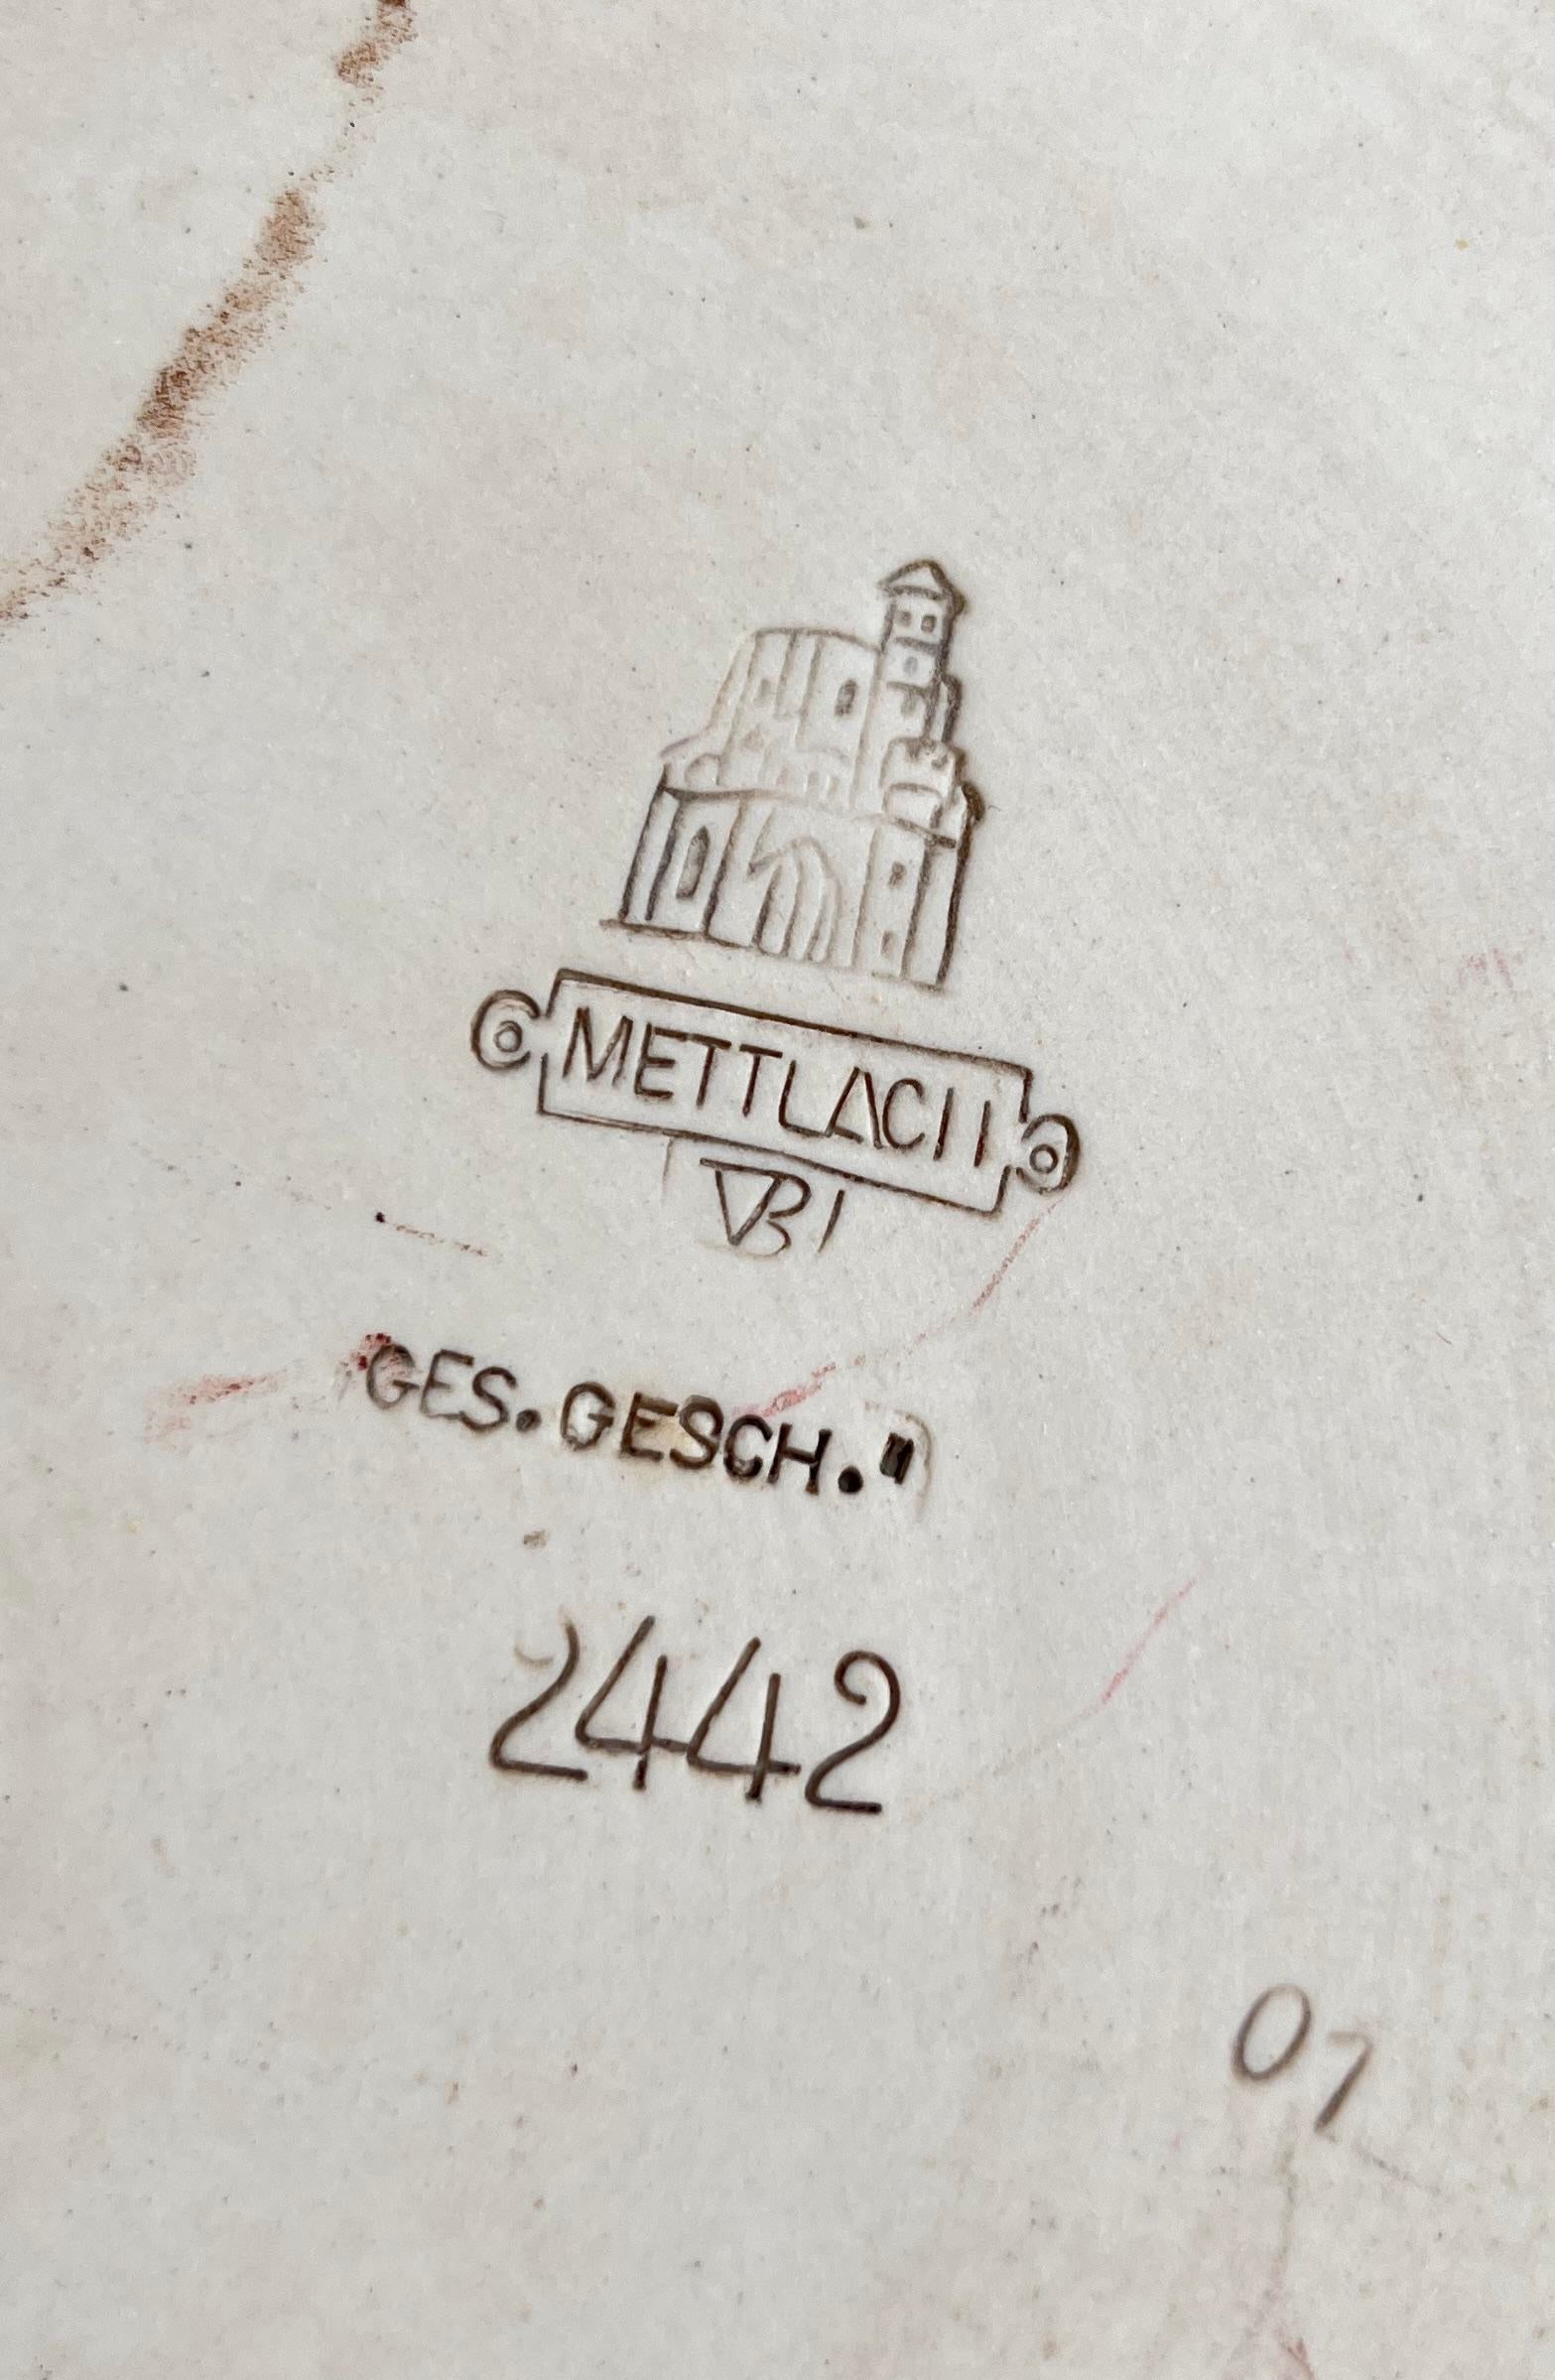 METTLACH
VB
GES. GESCH."
2442
07